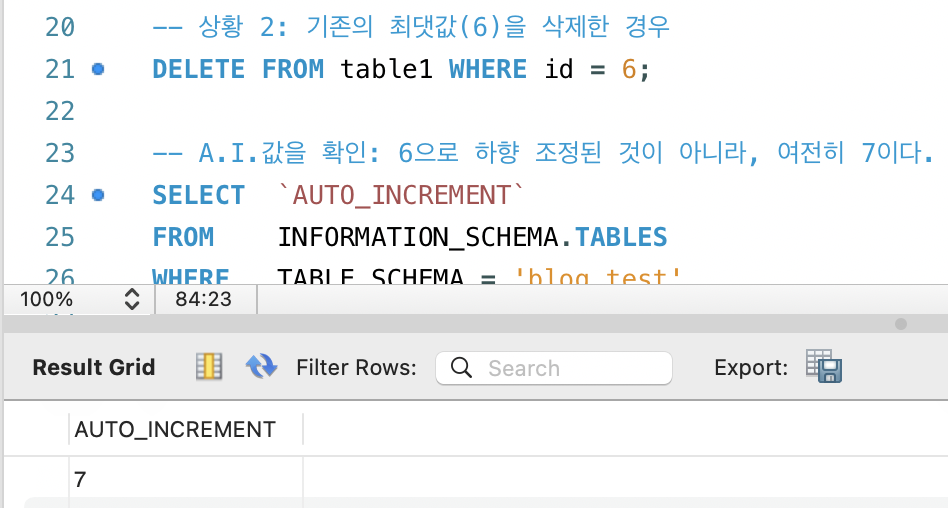 20 -- 상황 2: 기존의 최댓값(6)을 삭제한 경우
21 DELETE FROM table1 WHERE id = 6;
22
23 -- A.I.값을 확인: 6으로 하향 조정된 것이 아니라, 여전히 7이다.
24 SELECT `AUTO_INCREMENT`
25 FROM INFORMATION_SCHEMA.TABLES
26 WHERE TABLE_SCHEMA = 'blog_test'
100% 84:23
Result Grid Filter Rows: Search Export:
AUTO_INCREMENT
7